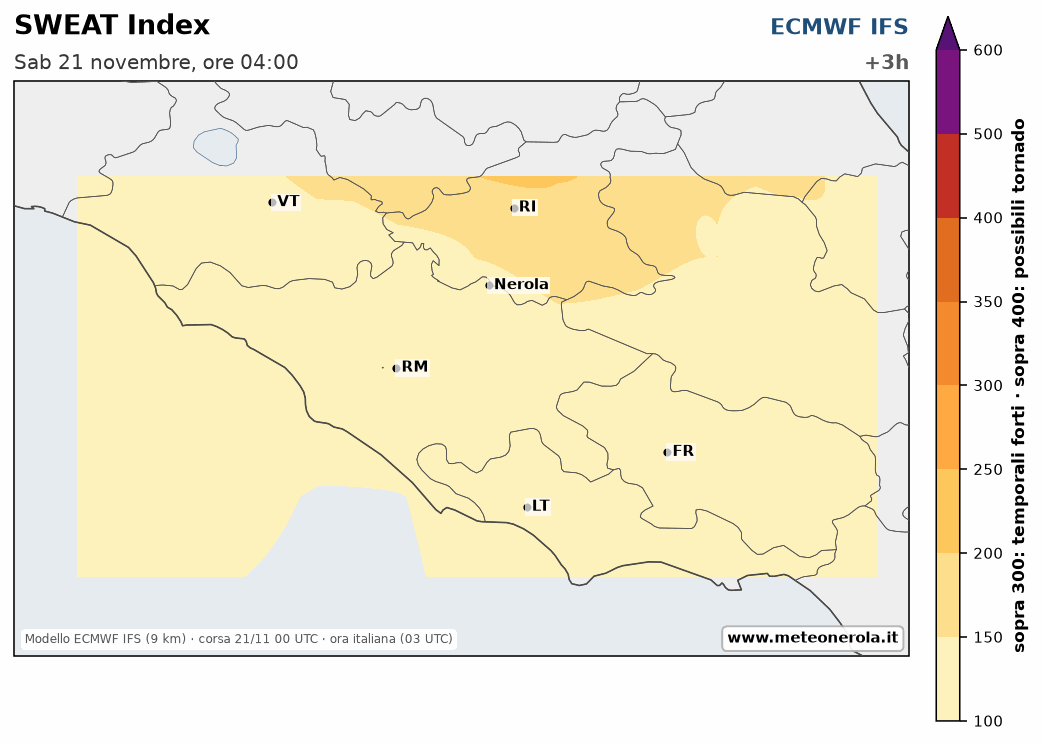 SWEAT Index
ECMWF IFS
Sab 21 novembre, ore 04:00
+3h
VT
RI
Nerola
RM
FR
LT
Modello ECMWF IFS (9 km) · corsa 21/11 00 UTC · ora italiana (03 UTC)
www.meteonerola.it
600
500
400
350
300
250
200
150
100
sopra 300: temporali forti · sopra 400: possibili tornado